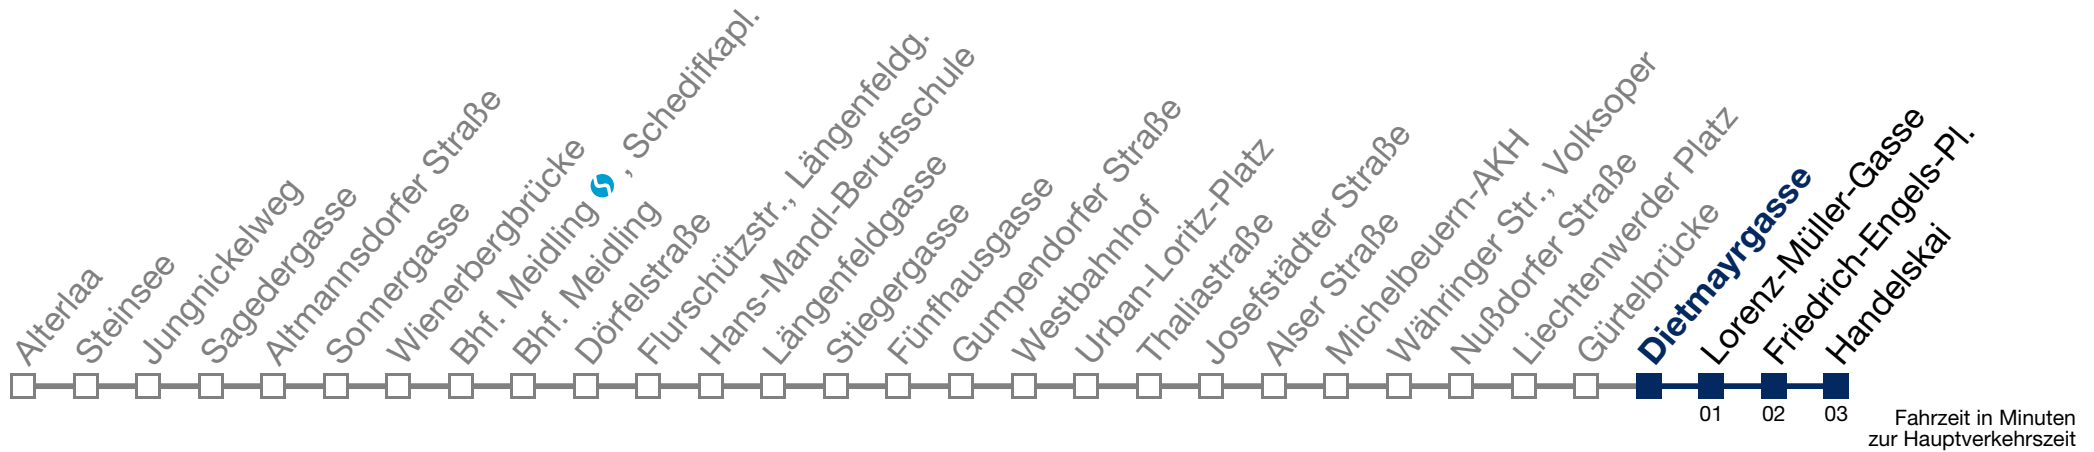 Alterlaa
Steinsee
Jungnickelweg
Sagedergasse
Altmannsdorfer Straße
Sonnergasse
Wienerbergbrücke
Bhf. Meidling , Schedifkapl.
Bhf. Meidling
Dörfelstraße
Flurschützstr., Längenfeldg.
Hans-Mandl-Berufsschule
Längenfeldgasse
Stiegergasse
Fünfhausgasse
Gumpendorfer Straße
Westbahnhof
Urban-Loritz-Platz
Thaliastraße
Josefstädter Straße
Alser Straße
Michelbeuern-AKH
Währinger Str., Volksoper
Nußdorfer Straße
Liechtenwerder Platz
Gürtelbrücke
Dietmayrgasse
Lorenz-Müller-Gasse
Friedrich-Engels-Pl.
Handelskai
01
02
03
Fahrzeit in Minuten
zur Hauptverkehrszeit